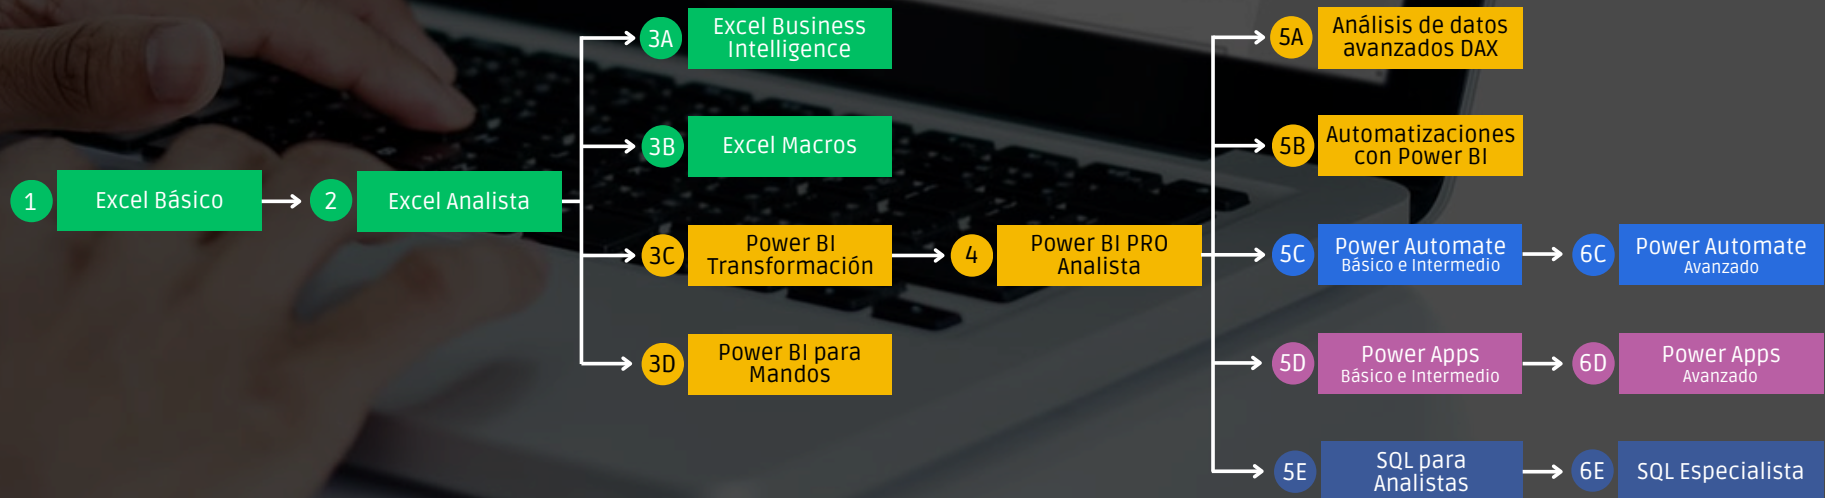 1
Excel Básico
2
Excel Analista
3A
Excel Business
Intelligence
3B
Excel Macros
3C
Power BI
Transformación
3D
Power BI para
Mandos
4
Power BI PRO
Analista
5A
Análisis de datos
avanzados DAX
5B
Automatizaciones
con Power BI
5C
Power Automate
Básico e Intermedio
6C
Power Automate
Avanzado
5D
Power Apps
Básico e Intermedio
6D
Power Apps
Avanzado
5E
SQL para
Analistas
6E
SQL Especialista